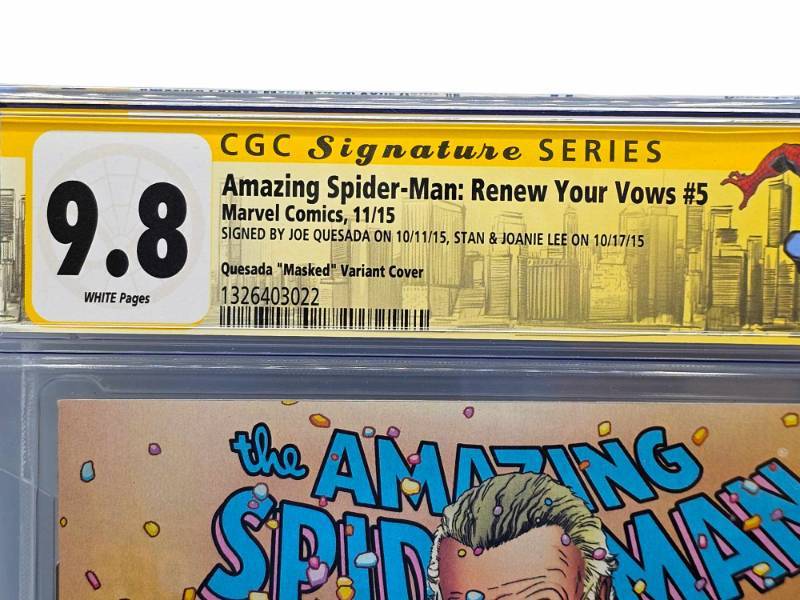 CGC Signature SERIES
Amazing Spider-Man: Renew Your Vows #5
Marvel Comics, 11/15
SIGNED BY JOE QUESADA ON 10/11/15, STAN & JOANIE LEE ON 10/17/15
9.8
WHITE Pages
Quesada "Masked" Variant Cover
1326403022
the AMAZING
SPIDER-MAN